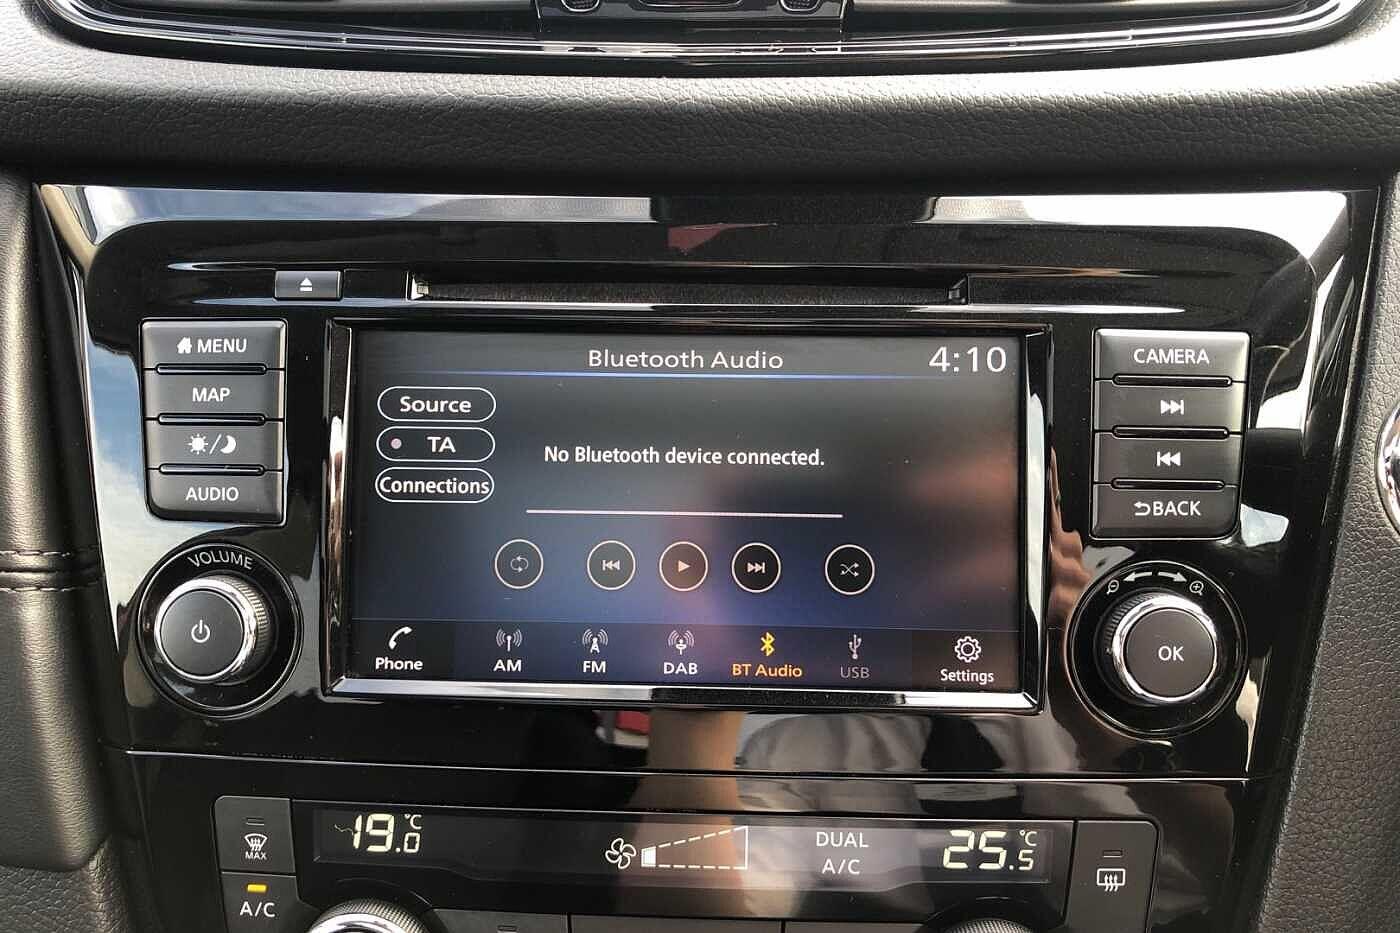 MENU
MAP
AUDIO
VOLUME
Bluetooth Audio
4:10
Source
TA
Connections
No Bluetooth device connected.
Phone
AM
FM
DAB
BT Audio
USB
Settings
CAMERA
BACK
OK
MAX
A/C
19.0°C
DUAL
A/C
25.5°C